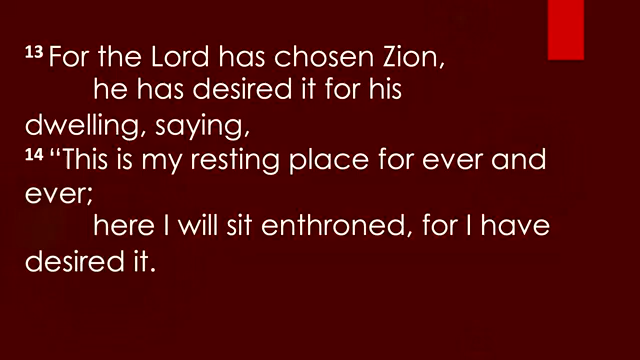 13 For the Lord has chosen Zion,
he has desired it for his
dwelling, saying,
14 “This is my resting place for ever and
ever;
here I will sit enthroned, for I have
desired it.